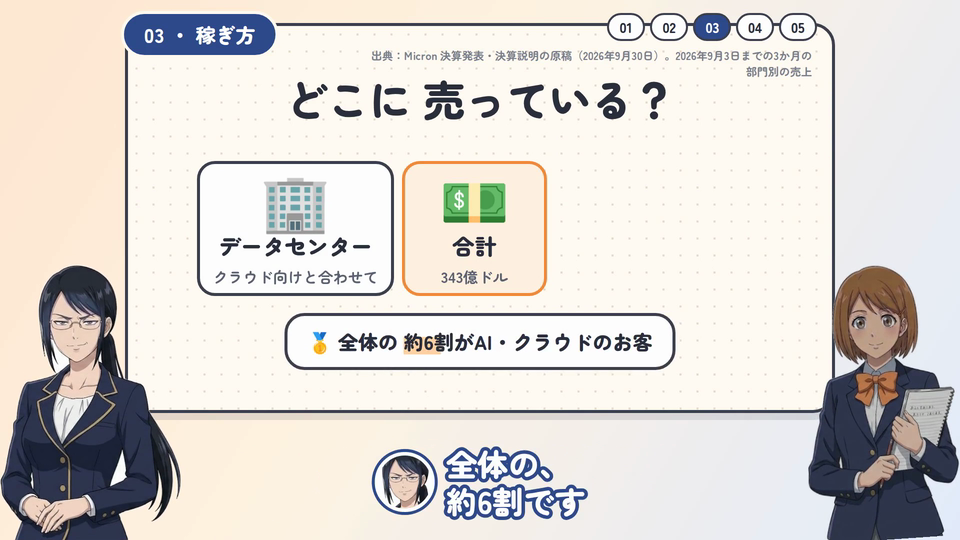 03 ・ 稼ぎ方
01 02 03 04 05
出典：Micron 決算発表・決算説明の原稿（2026年9月30日）。2026年9月3日までの3か月の
部門別の売上
どこに 売っている？
データセンター
クラウド向けと合わせて
合計
343億ドル
全体の 約6割がAI・クラウドのお客
全体の、
約6割です